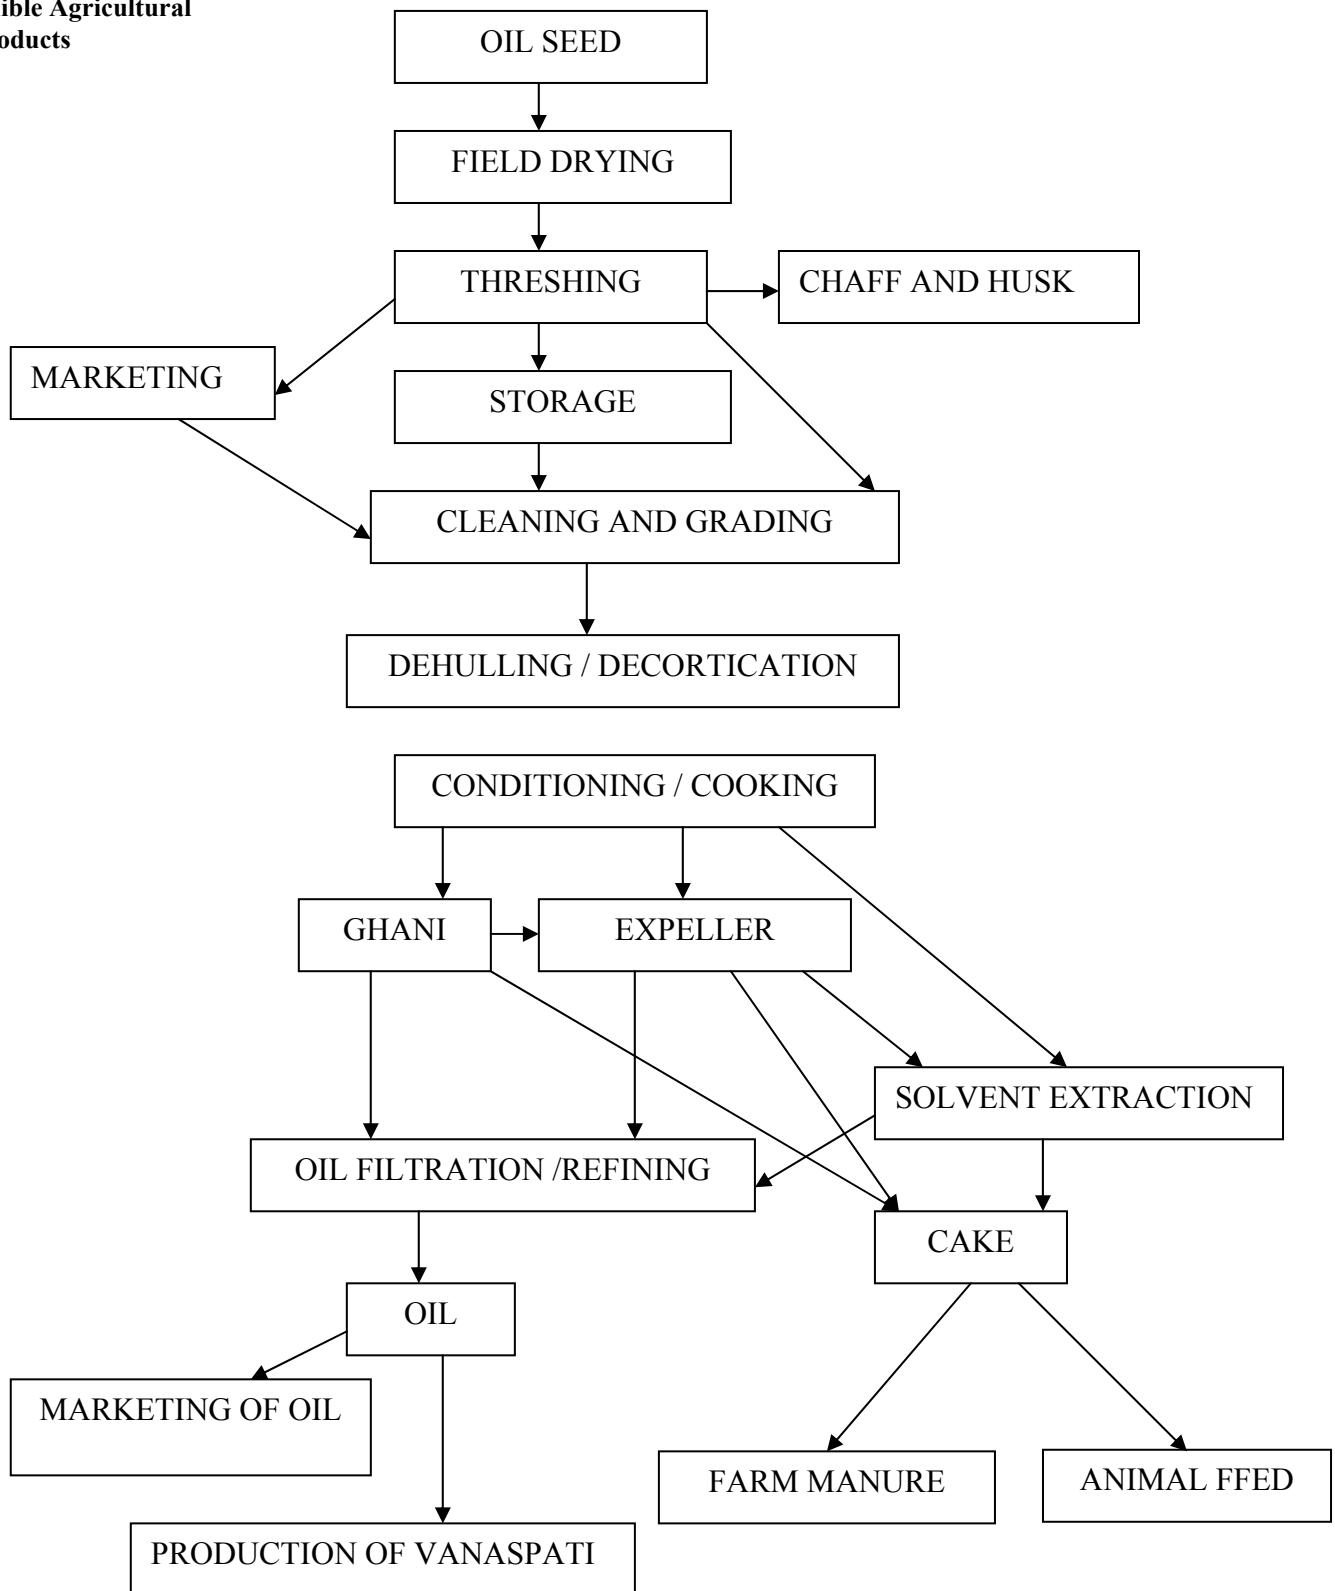 ible Agricultural
oducts
OIL SEED
FIELD DRYING
THRESHING
CHAFF AND HUSK
MARKETING
STORAGE
CLEANING AND GRADING
DEHULLING / DECORTICATION
CONDITIONING / COOKING
GHANI
EXPELLER
SOLVENT EXTRACTION
OIL FILTRATION /REFINING
CAKE
OIL
MARKETING OF OIL
FARM MANURE
ANIMAL FFED
PRODUCTION OF VANASPATI